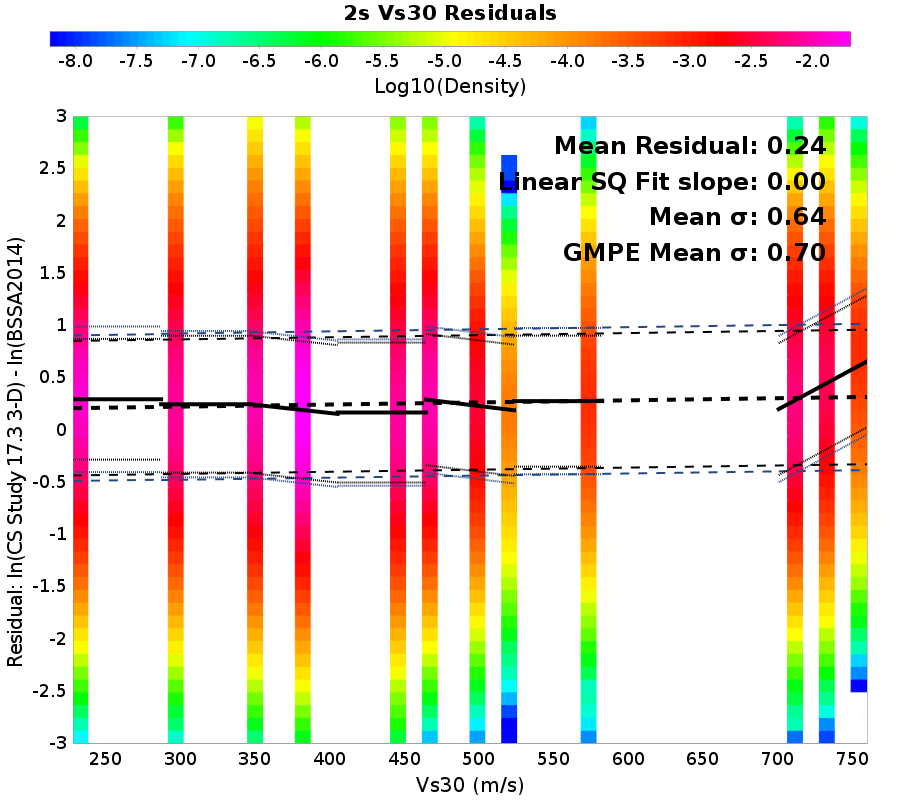 2s Vs30 Residuals
-8.0 -7.5 -7.0 -6.5 -6.0 -5.5 -5.0 -4.5 -4.0 -3.5 -3.0 -2.5 -2.0
Log10(Density)
Mean Residual: 0.24
Linear SQ Fit slope: 0.00
Mean σ: 0.64
GMPE Mean σ: 0.70
Residual: ln(CS Study 17.3 3-D) - ln(BSSA2014)
3
2.5
2
1.5
1
0.5
0
-0.5
-1
-1.5
-2
-2.5
-3
250 300 350 400 450 500 550 600 650 700 750
Vs30 (m/s)